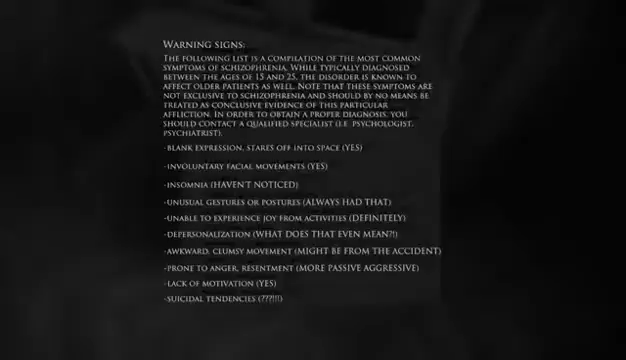 WARNING SIGNS:
THE FOLLOWING LIST IS A COMPILATION OF THE MOST COMMON
SYMPTOMS OF SCHIZOPHRENIA. WHILE TYPICALLY DIAGNOSED
BETWEEN THE AGES OF 15 AND 25, THE DISORDER IS KNOWN TO
AFFECT OLDER PATIENTS AS WELL. NOTE THAT THESE SYMPTOMS ARE
NOT EXCLUSIVE TO SCHIZOPHRENIA AND SHOULD BY NO MEANS BE
TREATED AS CONCLUSIVE EVIDENCE OF THIS PARTICULAR
AFFLICTION. IN ORDER TO OBTAIN A PROPER DIAGNOSIS, YOU
SHOULD CONTACT A QUALIFIED SPECIALIST (I.E. PSYCHOLOGIST,
PSYCHIATRIST):
-BLANK EXPRESSION, STARES OFF INTO SPACE (YES)
-INVOLUNTARY FACIAL MOVEMENTS (YES)
-INSOMNIA (HAVEN'T NOTICED)
-UNUSUAL GESTURES OR POSTURES (ALWAYS HAD THAT)
-UNABLE TO EXPERIENCE JOY FROM ACTIVITIES (DEFINITELY)
-DEPERSONALIZATION (WHAT DOES THAT EVEN MEAN?!)
-AWKWARD, CLUMSY MOVEMENT (MIGHT BE FROM THE ACCIDENT)
-PRONE TO ANGER, RESENTMENT (MORE PASSIVE AGGRESSIVE)
-LACK OF MOTIVATION (YES)
-SUICIDAL TENDENCIES (???!!!)